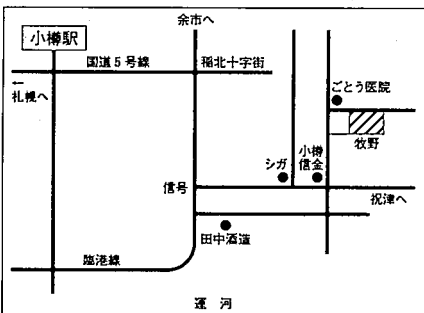 余市へ
小樽駅
国道5号線
稲北十字街
←
札幌へ
ごとう医院
牧野
小樽
信金
シガ
信号
祝津へ
田中酒造
臨港線
運河